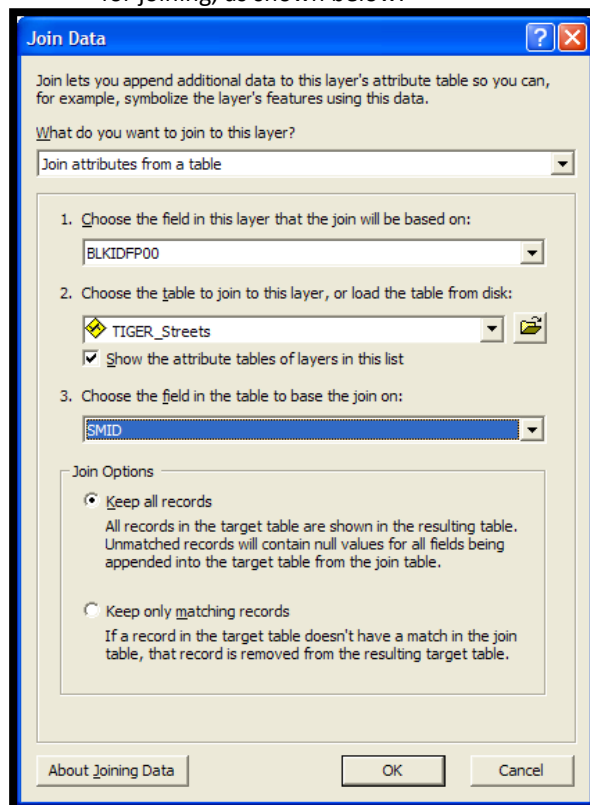 for joining, as shown below.
Join Data
Join lets you append additional data to this layer's attribute table so you can,
for example, symbolize the layer's features using this data.
What do you want to join to this layer?
Join attributes from a table
1. Choose the field in this layer that the join will be based on:
BLKIDFP00
2. Choose the table to join to this layer, or load the table from disk:
TIGER_Streets
Show the attribute tables of layers in this list
3. Choose the field in the table to base the join on:
SMID
Join Options
Keep all records
All records in the target table are shown in the resulting table.
Unmatched records will contain null values for all fields being
appended into the target table from the join table.
Keep only matching records
If a record in the target table doesn't have a match in the join
table, that record is removed from the resulting target table.
About Joining Data
OK
Cancel